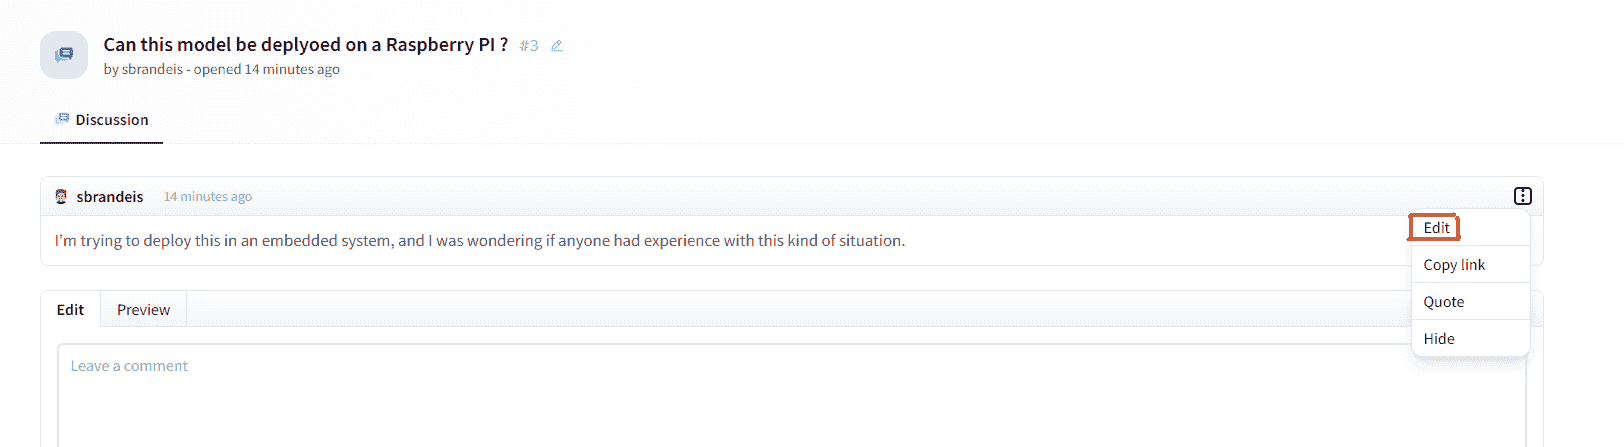 Can this model be deplyoed on a Raspberry PI ? #3
by sbrandeis - opened 14 minutes ago
Discussion
sbrandeis 14 minutes ago
I'm trying to deploy this in an embedded system, and I was wondering if anyone had experience with this kind of situation.
Edit
Copy link
Quote
Hide
Edit Preview
Leave a comment